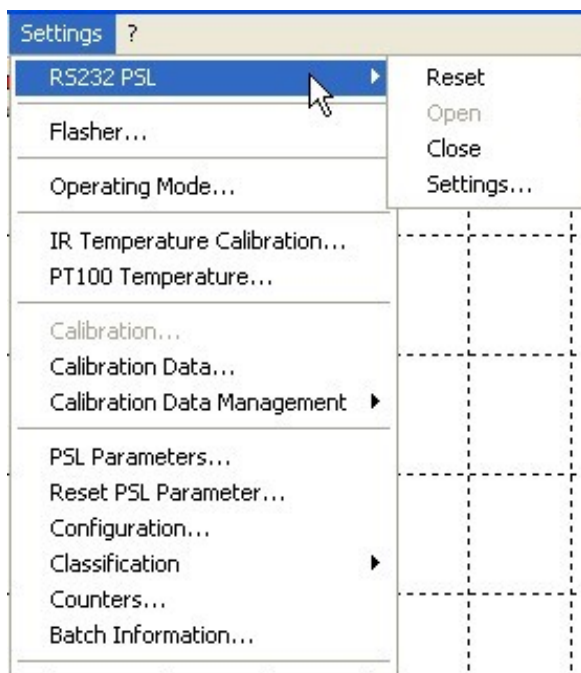 Settings ?
RS232 PSL
Reset
Open
Close
Settings...
Flasher...
Operating Mode...
IR Temperature Calibration...
PT100 Temperature...
Calibration...
Calibration Data...
Calibration Data Management
PSL Parameters...
Reset PSL Parameter...
Configuration...
Classification
Counters...
Batch Information...